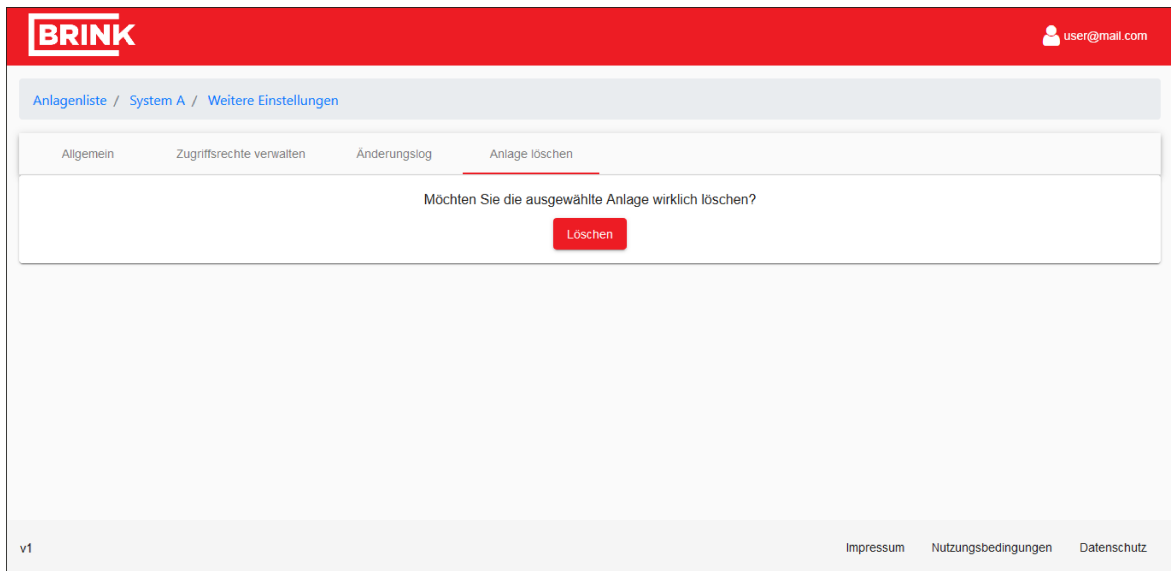 BRINK
user@mail.com
Anlagenliste / System A / Weitere Einstellungen
Allgemein Zugriffsrechte verwalten Änderungslog Anlage löschen
Möchten Sie die ausgewählte Anlage wirklich löschen?
Löschen
v1 Impressum Nutzungsbedingungen Datenschutz